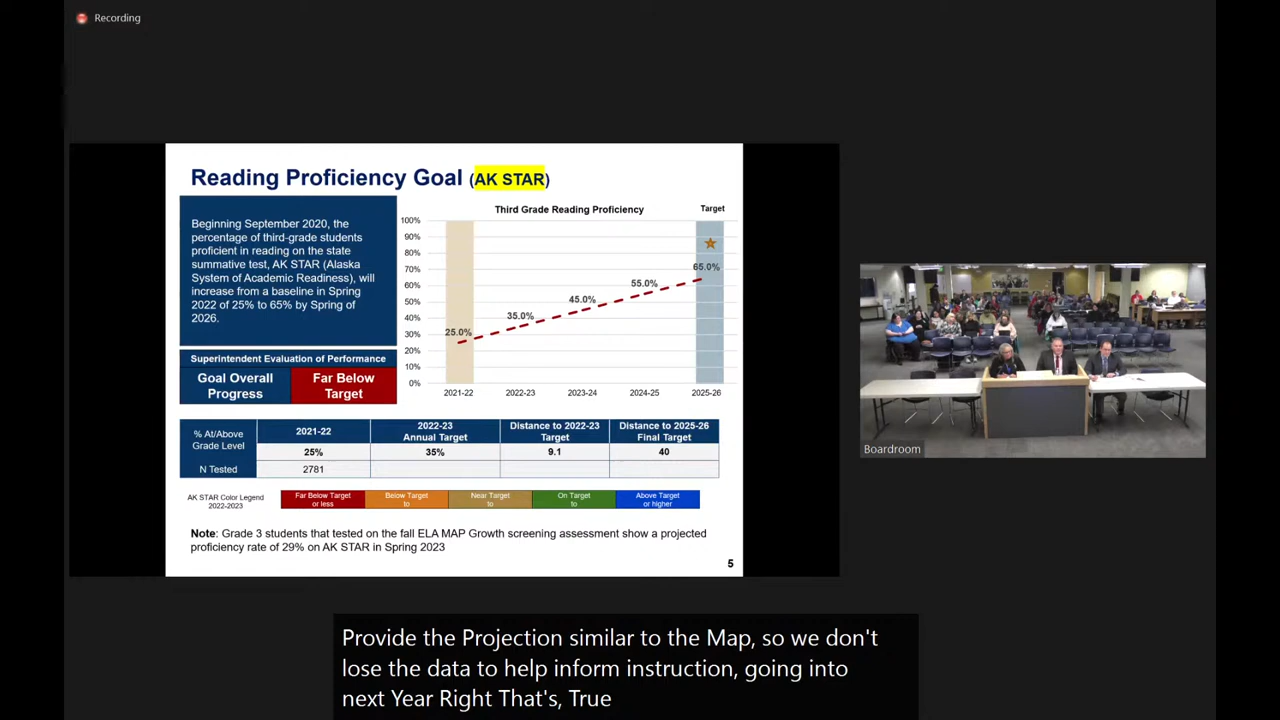 Recording
Reading Proficiency Goal (AK STAR)
Beginning September 2020, the
percentage of third-grade students
proficient in reading on the state
summative test, AK STAR (Alaska
System of Academic Readiness), will
increase from a baseline in Spring
2022 of 25% to 65% by Spring of
2026.
Superintendent Evaluation of Performance
Goal Overall
Progress
Far Below
Target
Third Grade Reading Proficiency
Target
100%
90%
80%
70%
60%
50%
40%
30%
20%
10%
0%
25.0%
35.0%
45.0%
55.0%
65.0%
2021-22 2022-23 2023-24 2024-25 2025-26
% At/Above
Grade Level
2021-22
2022-23
Annual Target
Distance to 2022-23
Target
Distance to 2025-26
Final Target
25% 35% 9.1 40
N Tested 2781
AK STAR Color Legend
2022-2023
Far Below Target
or less
Below Target
to
Near Target
to
On Target
to
Above Target
or higher
Note: Grade 3 students that tested on the fall ELA MAP Growth screening assessment show a projected
proficiency rate of 29% on AK STAR in Spring 2023
5
Boardroom
Provide the Projection similar to the Map, so we don't
lose the data to help inform instruction, going into
next Year Right That's, True